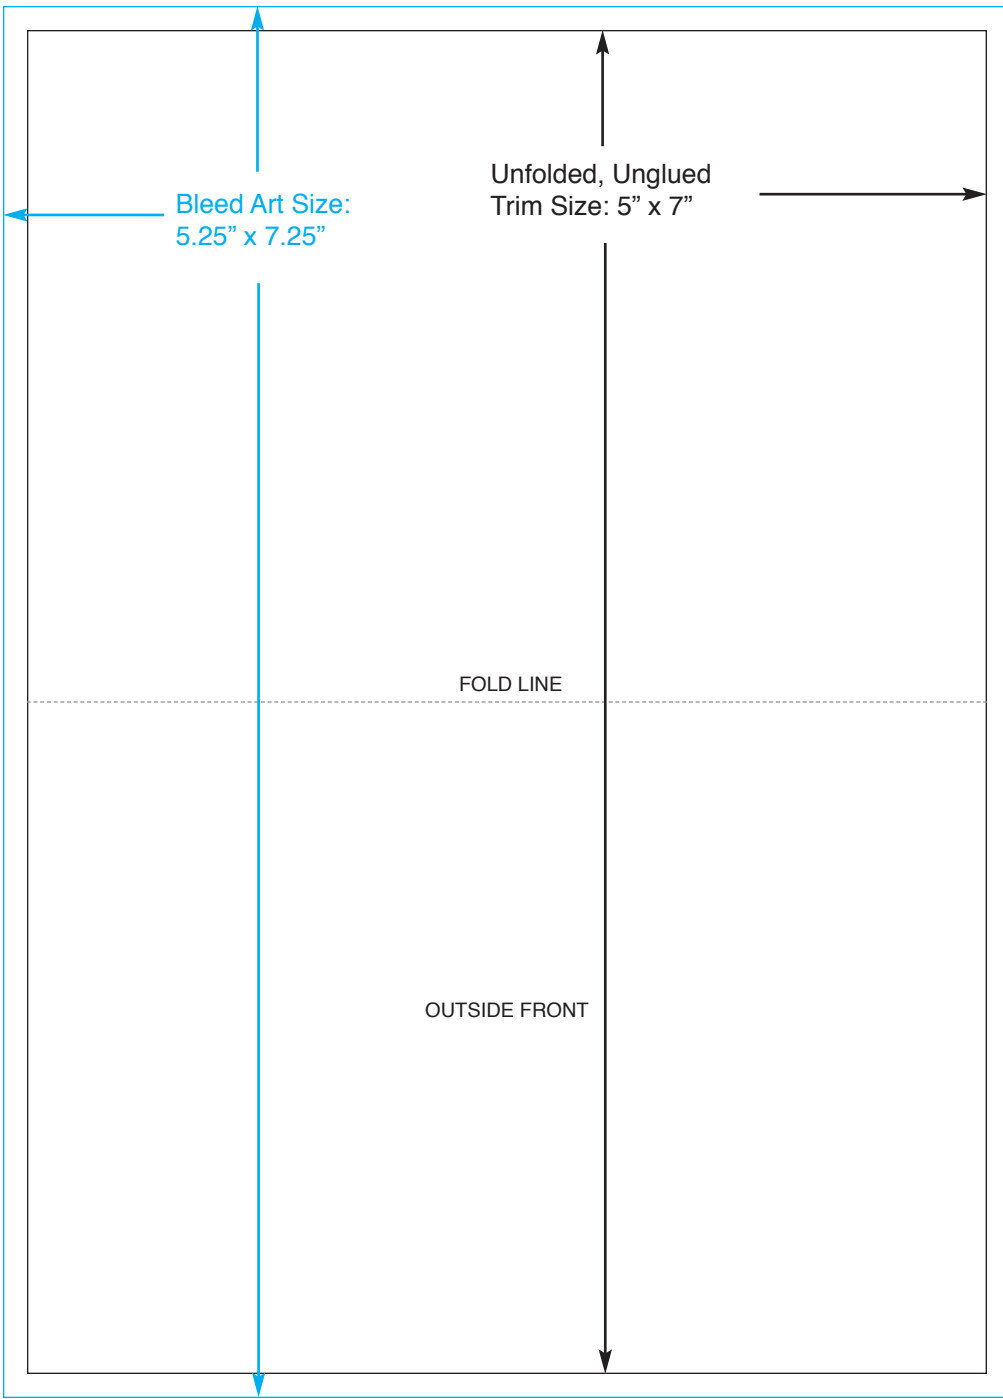 Bleed Art Size:
5.25” x 7.25”
Unfolded, Unglued
Trim Size: 5” x 7”
FOLD LINE
OUTSIDE FRONT